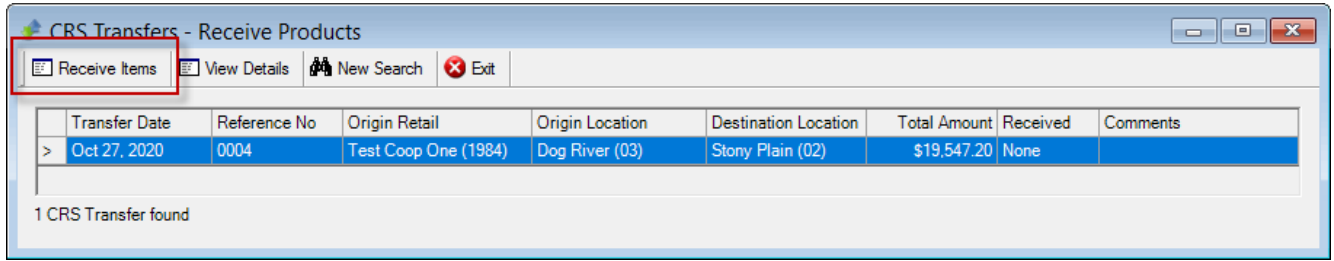 CRS Transfers - Receive Products
Receive Items View Details New Search Exit
Transfer Date Reference No Origin Retail Origin Location Destination Location Total Amount Received Comments
> Oct 27, 2020 0004 Test Coop One (1984) Dog River (03) Stony Plain (02) $19,547.20 None
1 CRS Transfer found